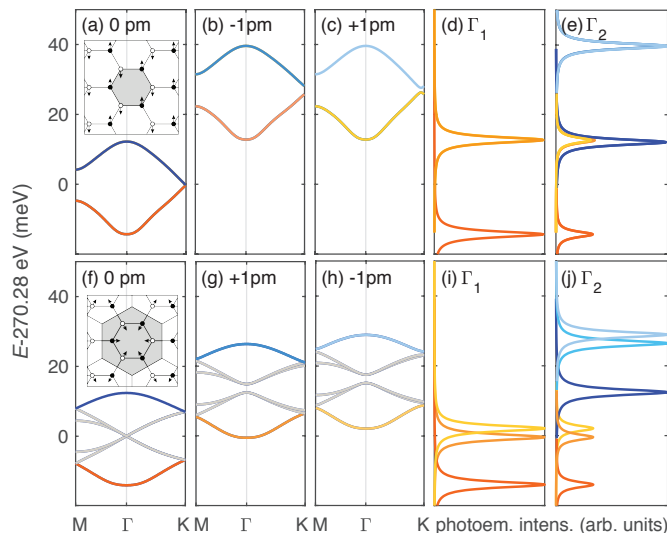 (a) 0 pm
(b) -1pm
(c) +1pm
(d) Γ1
(e) Γ2
40
20
0
E-270.28 eV (meV)
(f) 0 pm
(g) +1pm
(h) -1pm
(i) Γ1
(j) Γ2
40
20
0
M Γ K M Γ K M Γ K photoem. intens. (arb. units)